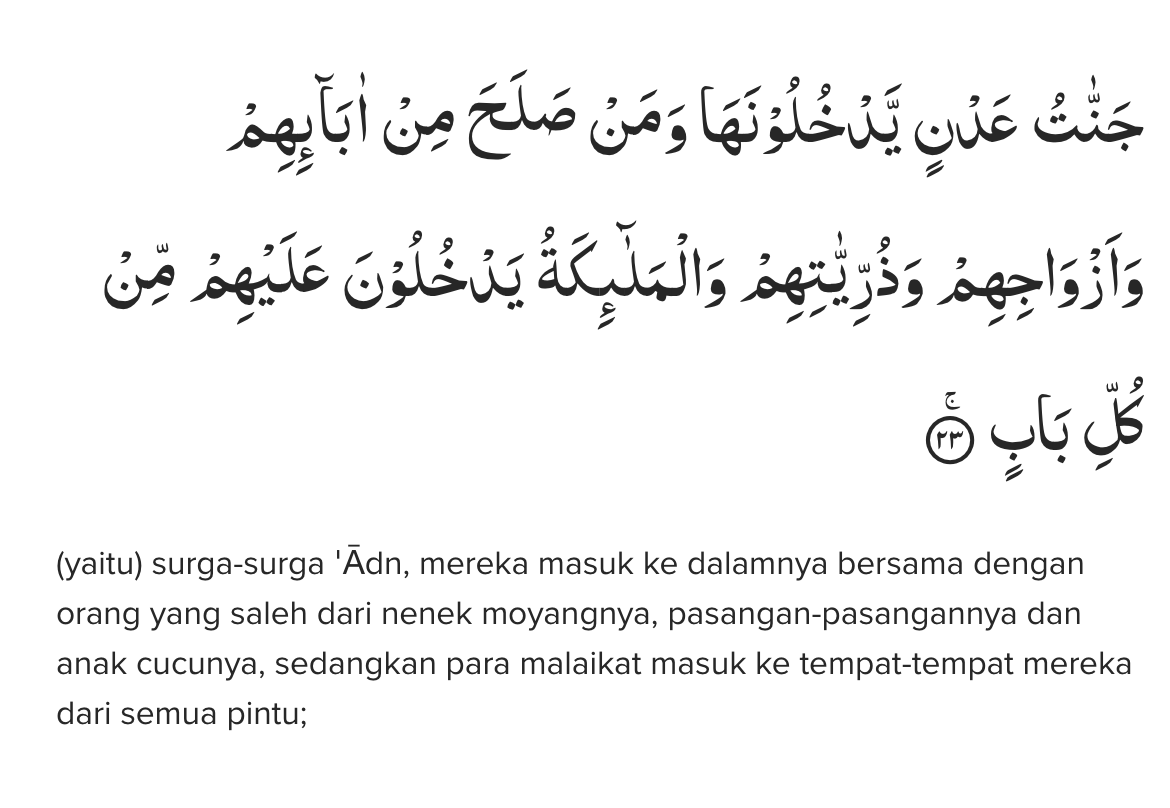 جَنّٰتُ عَدْنٍ يَّدْخُلُوْنَهَا وَمَنْ صَلَحَ مِنْ اٰبَاۤىِٕهِمْ
وَاَزْوَاجِهِمْ وَذُرِّيّٰتِهِمْ وَالْمَلٰۤىِٕكَةُ يَدْخُلُوْنَ عَلَيْهِمْ مِّنْ
كُلِّ بَابٍۚ ٢٣
(yaitu) surga-surga 'Ādn, mereka masuk ke dalamnya bersama dengan
orang yang saleh dari nenek moyangnya, pasangan-pasangannya dan
anak cucunya, sedangkan para malaikat masuk ke tempat-tempat mereka
dari semua pintu;